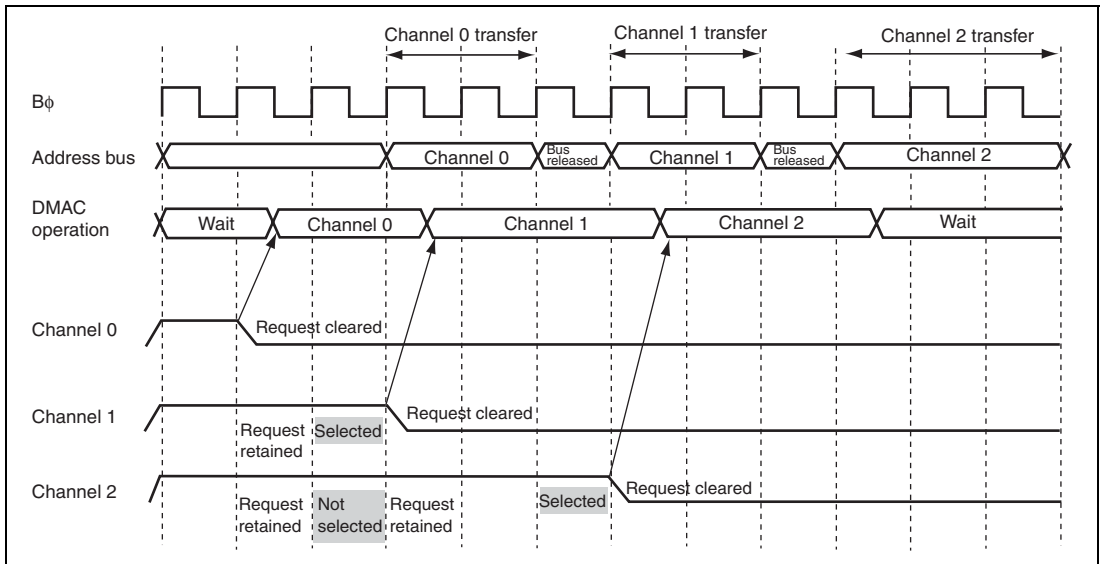 Channel 0 transfer
Channel 1 transfer
Channel 2 transfer
Bφ
Address bus
Channel 0
Bus
released
Channel 1
Bus
released
Channel 2
DMAC
operation
Wait
Channel 0
Channel 1
Channel 2
Wait
Channel 0
Request cleared
Channel 1
Request cleared
Request
retained
Selected
Channel 2
Request cleared
Request
retained
Not
selected
Request
retained
Selected